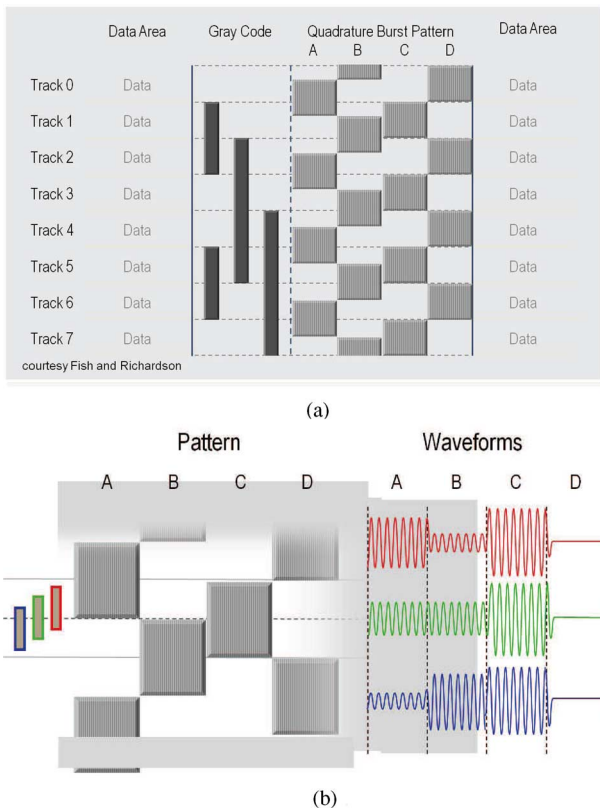 Data Area Gray Code Quadrature Burst Pattern Data Area
A B C D
Track 0 Data Data
Track 1 Data Data
Track 2 Data Data
Track 3 Data Data
Track 4 Data Data
Track 5 Data Data
Track 6 Data Data
Track 7 Data Data
courtesy Fish and Richardson
(a)
Pattern Waveforms
A B C D A B C D
(b)